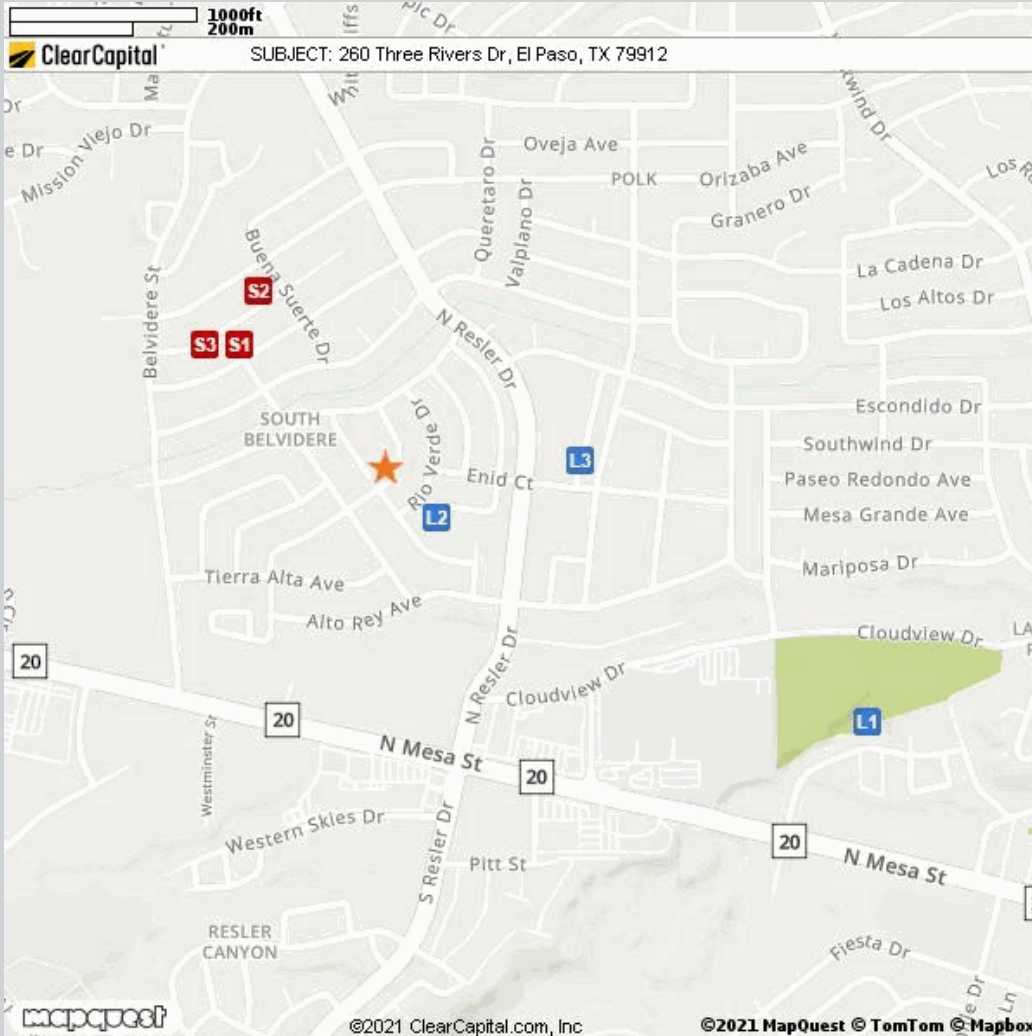 1000ft
200m
ClearCapital
SUBJECT: 260 Three Rivers Dr, El Paso, TX 79912
Mission Viejo Dr
Oveja Ave
POLK
Orizaba Ave
Granero Dr
Queretaro Dr
Valplano Dr
Buena Suerte Dr
La Cadena Dr
Los Altos Dr
Belvidere St
S2
S3
S1
N Resler Dr
SOUTH
BELVIDERE
Rio Verde Dr
Escondido Dr
Southwind Dr
L3
Enid Ct
Paseo Redondo Ave
L2
Mesa Grande Ave
Mariposa Dr
Tierra Alta Ave
Alto Rey Ave
Cloudview Dr
20
N Resler Dr
Cloudview Dr
L1
20
Westminster St
N Mesa St
20
Western Skies Dr
S Resler Dr
Pitt St
20
N Mesa St
RESLER
CANYON
Fiesta Dr
mapquest
©2021 ClearCapital.com, Inc
©2021 MapQuest © TomTom © Mapbox